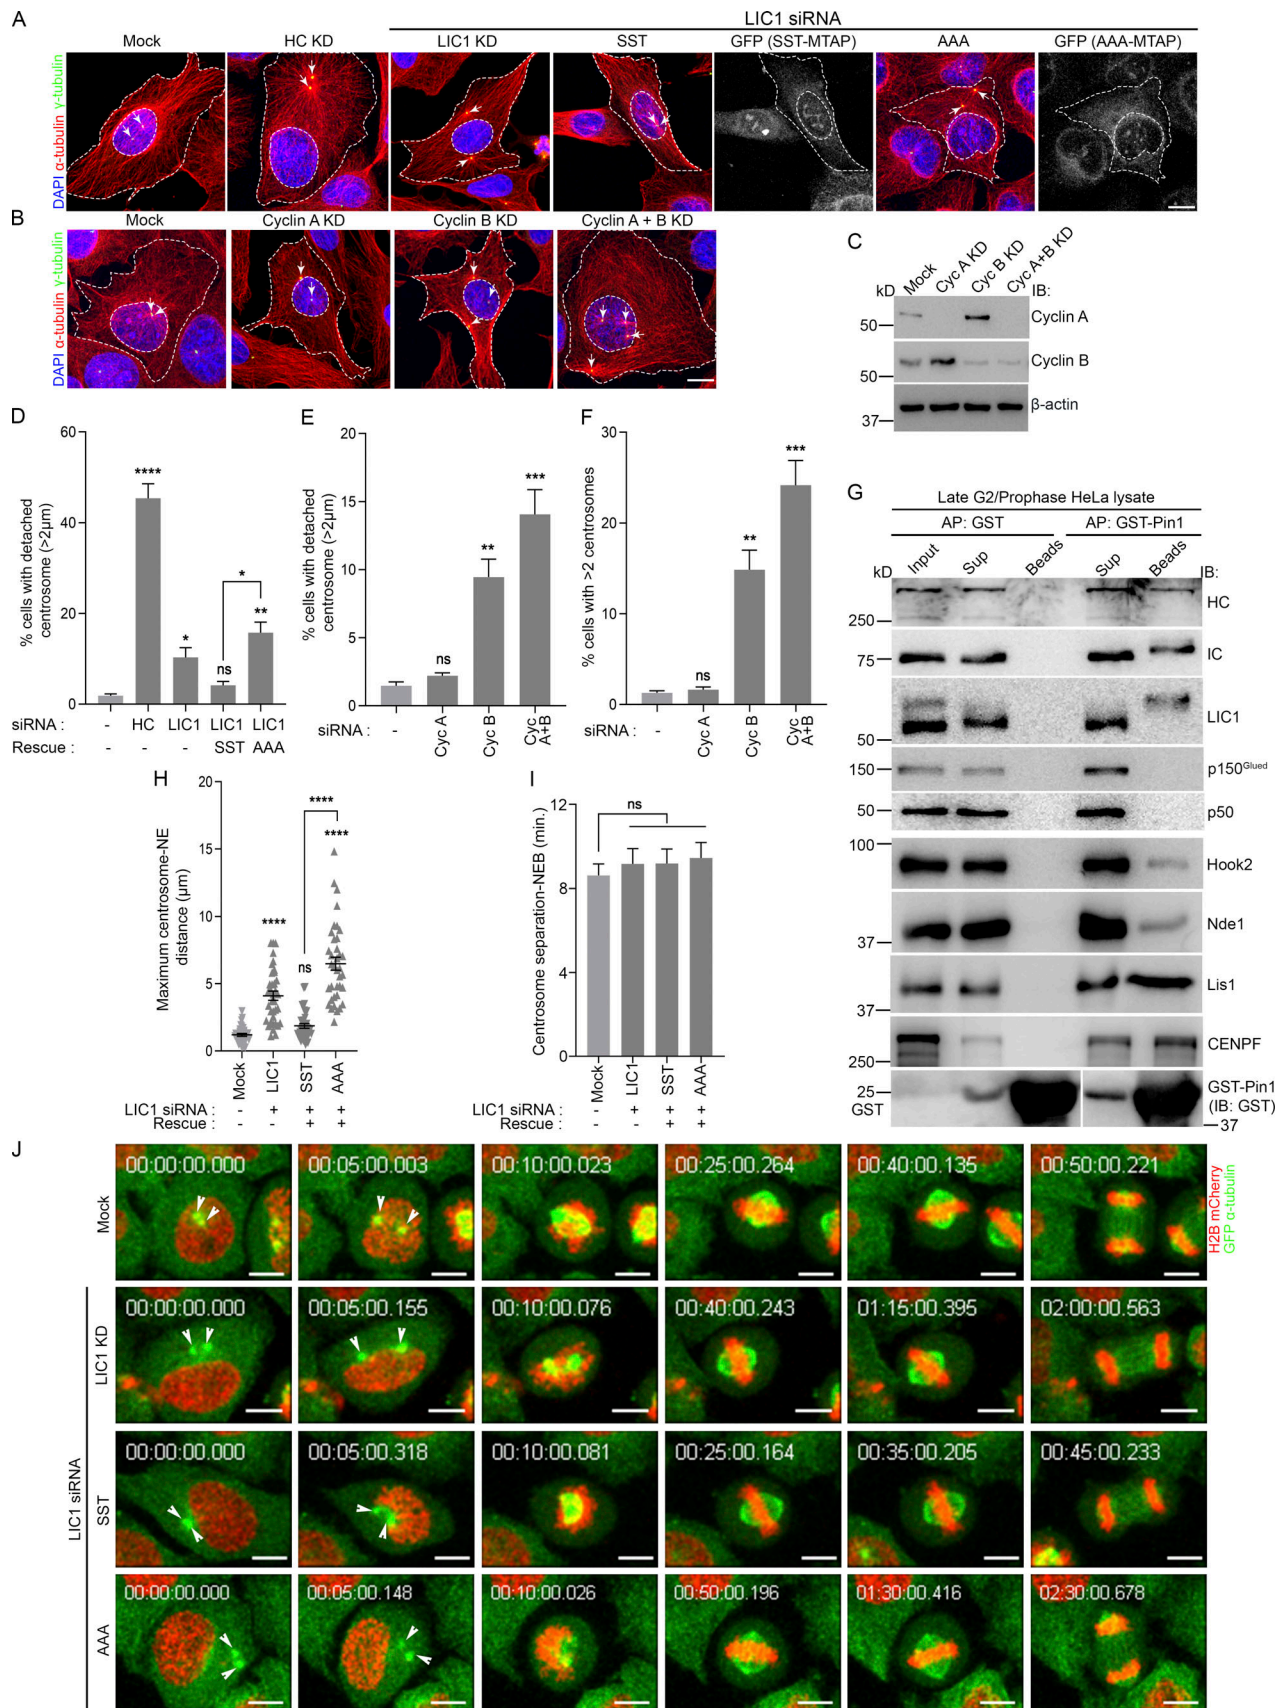 A
LIC1 siRNA
Mock
HC KD
LIC1 KD
SST
GFP (SST-MTAP)
AAA
GFP (AAA-MTAP)
DAPI α-tubulin γ-tubulin
B
Mock
Cyclin A KD
Cyclin B KD
Cyclin A + B KD
DAPI α-tubulin γ-tubulin
C
Mock
Cyc A KD
Cyc B KD
Cyc A+B KD
kD
IB:
50
Cyclin A
50
Cyclin B
37
β-actin
D
% cells with detached
centrosome (>2µm)
60
40
20
0
****
*
ns
*
**
siRNA : - HC LIC1 LIC1 LIC1
Rescue : - - - SST AAA
E
% cells with detached
centrosome (>2µm)
20
15
10
5
0
ns
**
***
siRNA : - Cyc A Cyc B Cyc A+B
F
% cells with >2 centrosomes
30
20
10
0
ns
**
***
siRNA : - Cyc A Cyc B Cyc A+B
G
Late G2/Prophase HeLa lysate
AP: GST
AP: GST-Pin1
Input
Sup
Beads
Sup
Beads
kD
IB:
250
HC
75
IC
50
LIC1
150
p150Glued
50
p50
100
Hook2
37
Nde1
37
Lis1
250
CENPF
25
GST
GST-Pin1
(IB: GST)
37
H
Maximum centrosome-NE
distance (µm)
20
15
10
5
0
****
ns
****
****
Mock
LIC1
SST
AAA
LIC1 siRNA : - + + +
Rescue : - - + +
I
Centrosome separation-NEB (min.)
12
8
4
0
ns
Mock
LIC1
SST
AAA
LIC1 siRNA : - + + +
Rescue : - - + +
J
Mock
00:00:00.000
00:05:00.003
00:10:00.023
00:25:00.264
00:40:00.135
00:50:00.221
H2B mCherry
GFP α-tubulin
LIC1 siRNA
LIC1 KD
00:00:00.000
00:05:00.155
00:10:00.076
00:40:00.243
01:15:00.395
02:00:00.563
SST
00:00:00.000
00:05:00.318
00:10:00.081
00:25:00.164
00:35:00.205
00:45:00.233
AAA
00:00:00.000
00:05:00.148
00:10:00.026
00:50:00.196
01:30:00.416
02:30:00.678